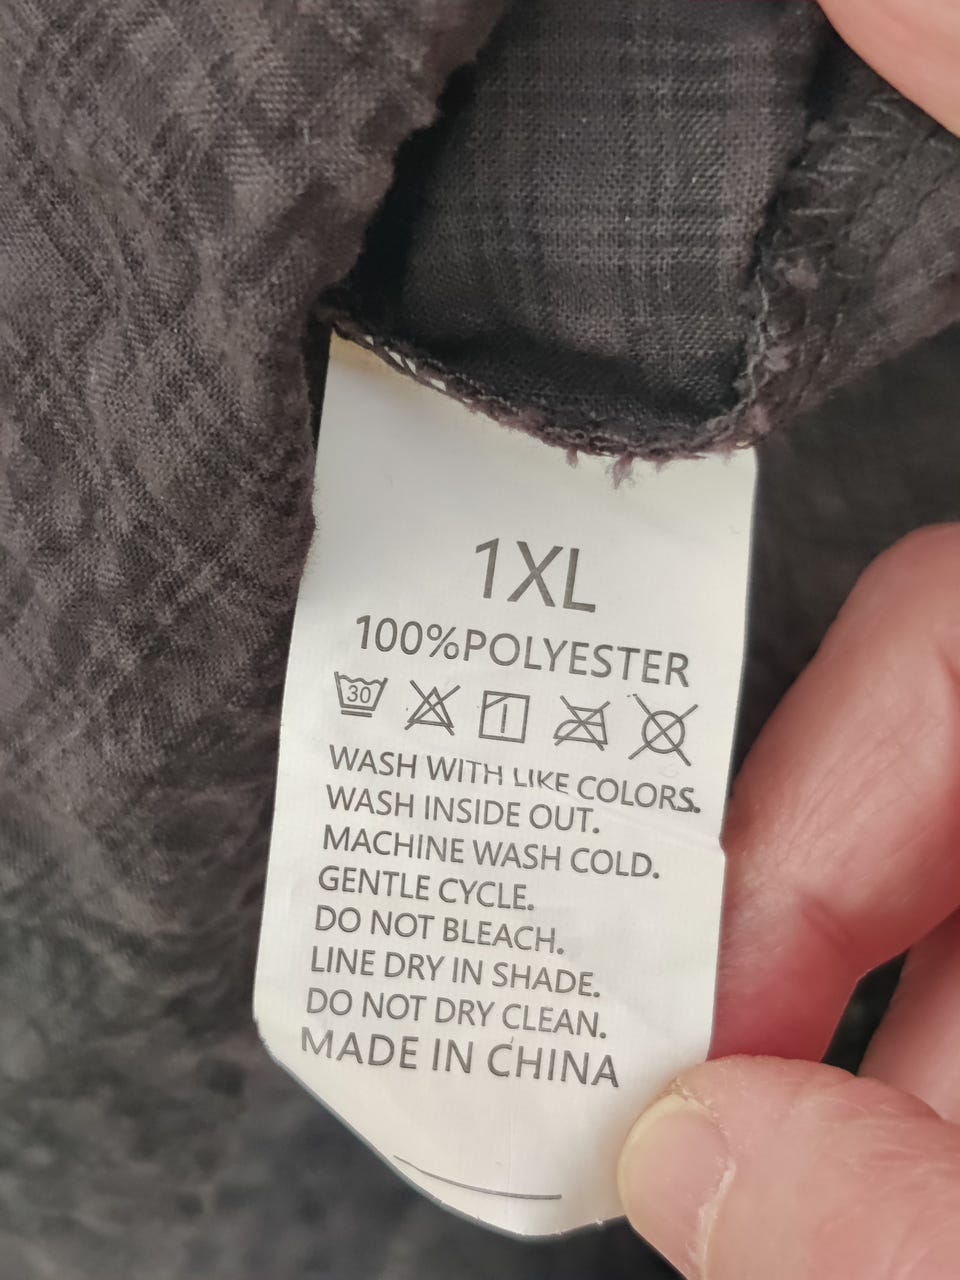 1XL
100%POLYESTER
30
WASH WITH LIKE COLORS.
WASH INSIDE OUT.
MACHINE WASH COLD.
GENTLE CYCLE.
DO NOT BLEACH.
LINE DRY IN SHADE.
DO NOT DRY CLEAN.
MADE IN CHINA